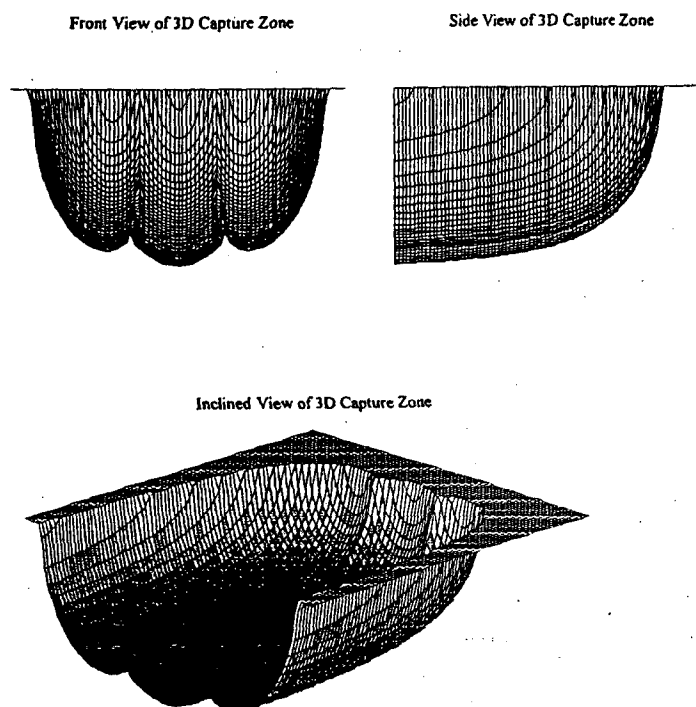 Front View of 3D Capture Zone
Side View of 3D Capture Zone
Inclined View of 3D Capture Zone